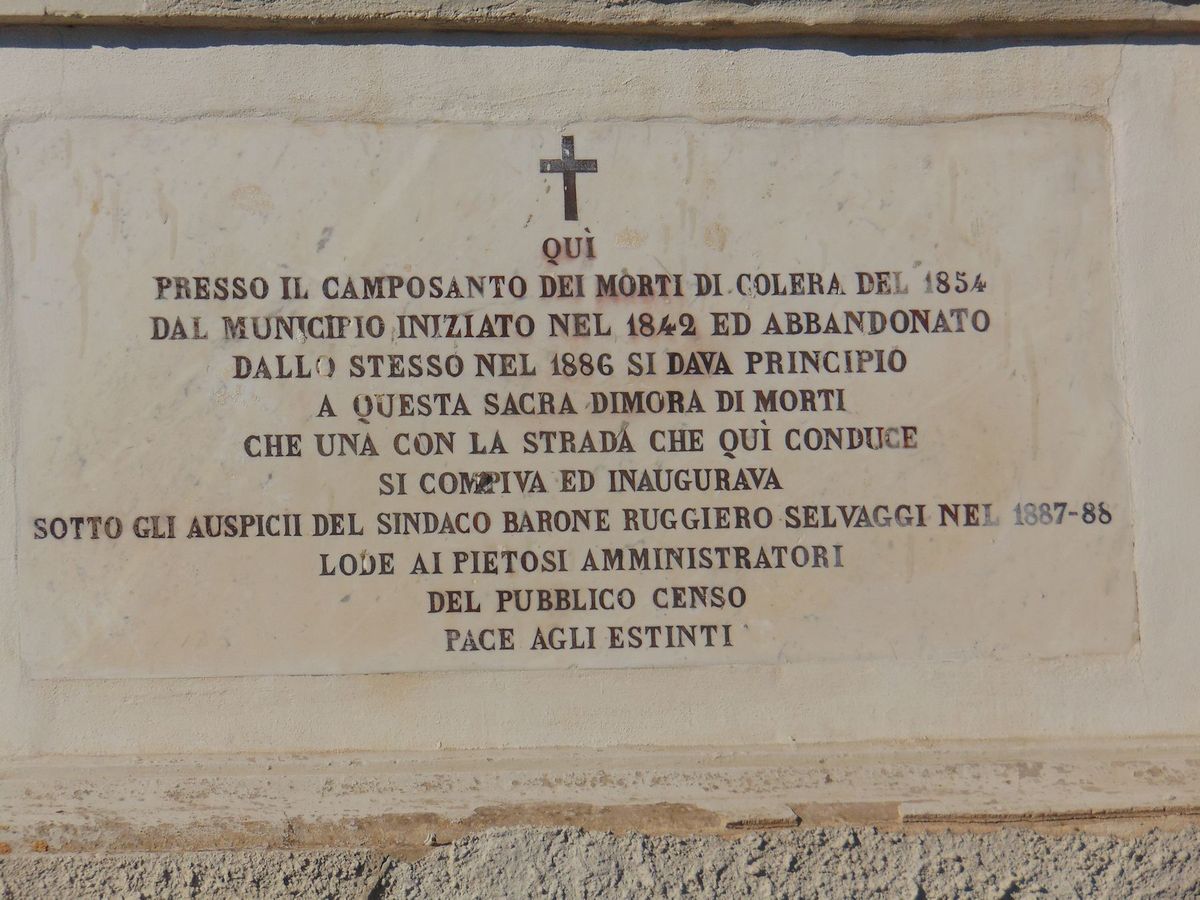 QUÌ
PRESSO IL CAMPOSANTO DEI MORTI DI COLERA DEL 1854
DAL MUNICIPIO INIZIATO NEL 1842 ED ABBANDONATO
DALLO STESSO NEL 1886 SI DAVA PRINCIPIO
A QUESTA SACRA DIMORA DI MORTI
CHE UNA CON LA STRADA CHE QUÌ CONDUCE
SI COMPIVA ED INAUGURAVA
SOTTO GLI AUSPICII DEL SINDACO BARONE RUGGIERO SELVAGGI NEL 1887-88
LODE AI PIETOSI AMMINISTRATORI
DEL PUBBLICO CENSO
PACE AGLI ESTINTI